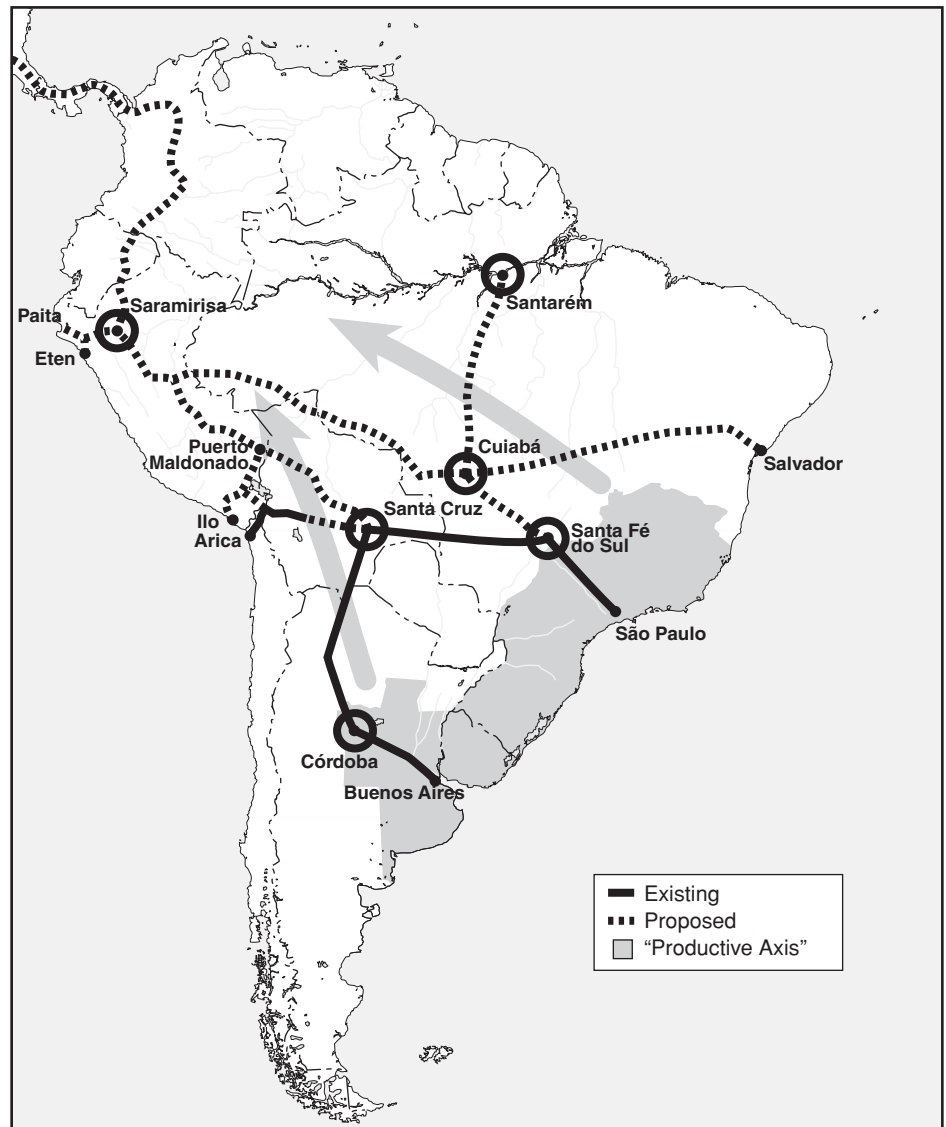 Santarém
Saramirisa
Paita
Eten
Cuiabá
Puerto
Maldonado
Salvador
Santa Cruz
Ilo
Arica
Santa Fé
do Sul
São Paulo
Córdoba
Buenos Aires
Existing
Proposed
“Productive Axis”